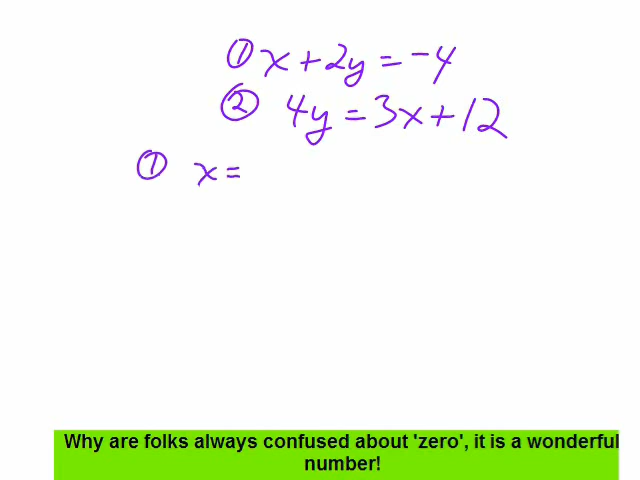 ① x + 2y = -4
② 4y = 3x + 12
① x =
Why are folks always confused about 'zero', it is a wonderful
number!